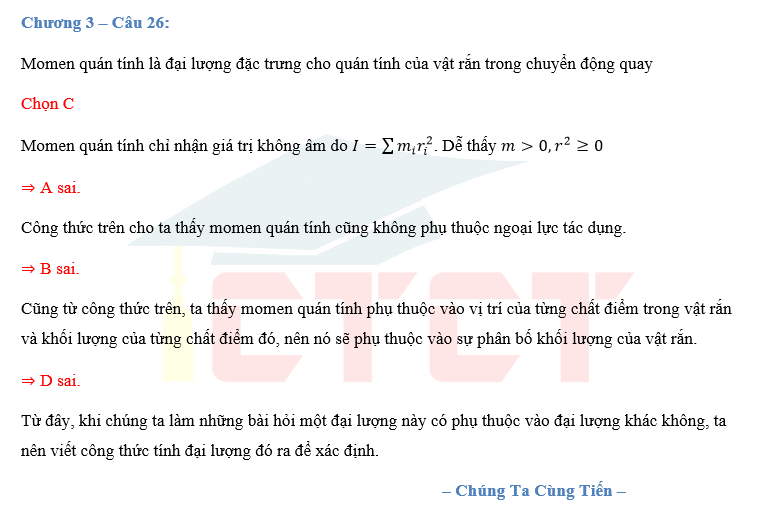 Chương 3 – Câu 26:
Momen quán tính là đại lượng đặc trưng cho quán tính của vật rắn trong chuyển động quay
Chọn C
Momen quán tính chỉ nhận giá trị không âm do I = ∑ mᵢrᵢ². Dễ thấy m > 0, r² ≥ 0
⇒ A sai.
Công thức trên cho ta thấy momen quán tính cũng không phụ thuộc ngoại lực tác dụng.
⇒ B sai.
Cũng từ công thức trên, ta thấy momen quán tính phụ thuộc vào vị trí của từng chất điểm trong vật rắn
và khối lượng của từng chất điểm đó, nên nó sẽ phụ thuộc vào sự phân bố khối lượng của vật rắn.
⇒ D sai.
Từ đây, khi chúng ta làm những bài hỏi một đại lượng này có phụ thuộc vào đại lượng khác không, ta
nên viết công thức tính đại lượng đó ra để xác định.
– Chúng Ta Cùng Tiến –
CTCT